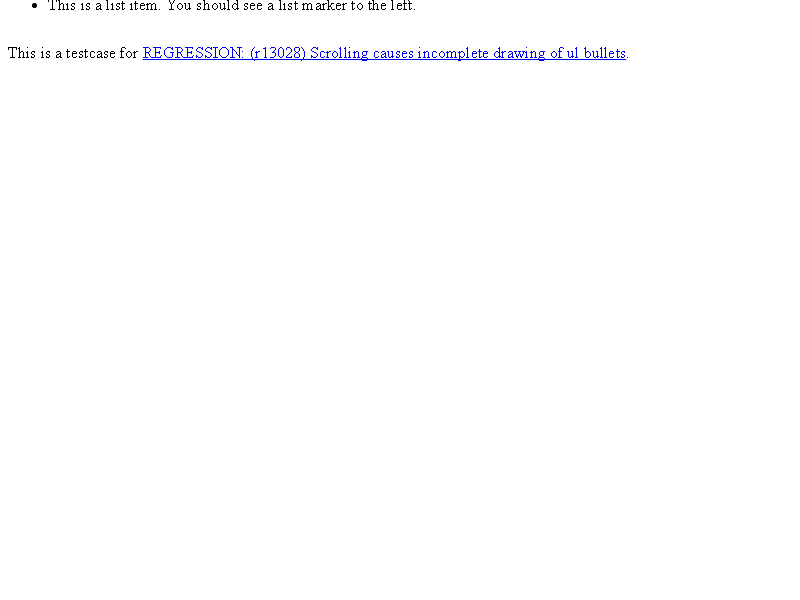 • This is a list item. You should see a list marker to the left.
This is a testcase for REGRESSION: (r13028) Scrolling causes incomplete drawing of ul bullets.